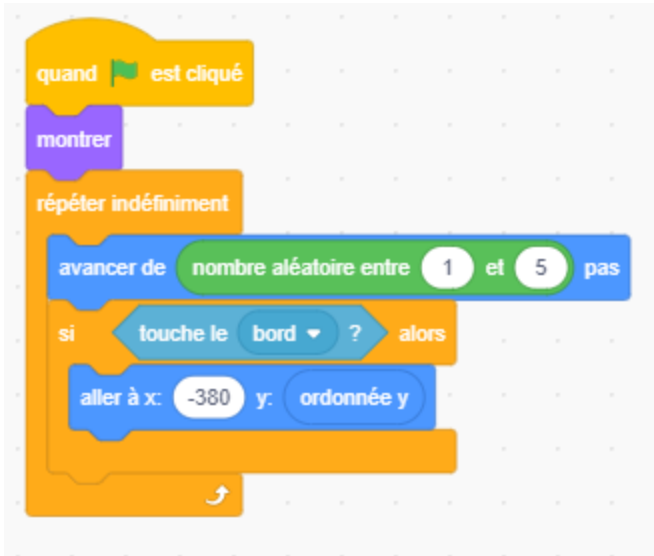 quand est cliqué
montrer
répéter indéfiniment
avancer de nombre aléatoire entre 1 et 5 pas
si touche le bord ? alors
aller à x: -380 y: ordonnée y